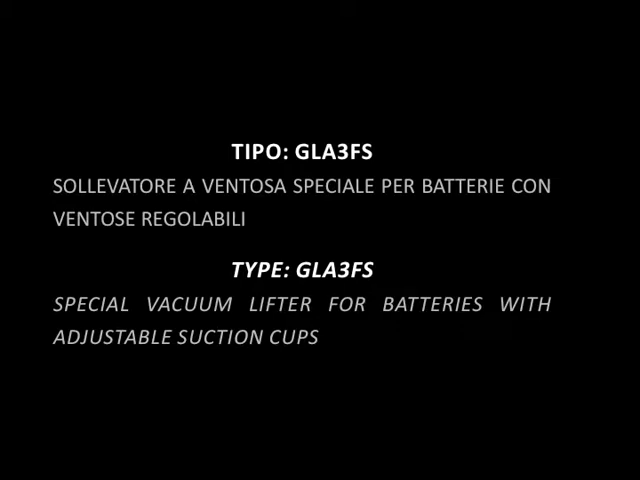 TIPO: GLA3FS
SOLLEVATORE A VENTOSA SPECIALE PER BATTERIE CON
VENTOSE REGOLABILI
TYPE: GLA3FS
SPECIAL VACUUM LIFTER FOR BATTERIES WITH
ADJUSTABLE SUCTION CUPS